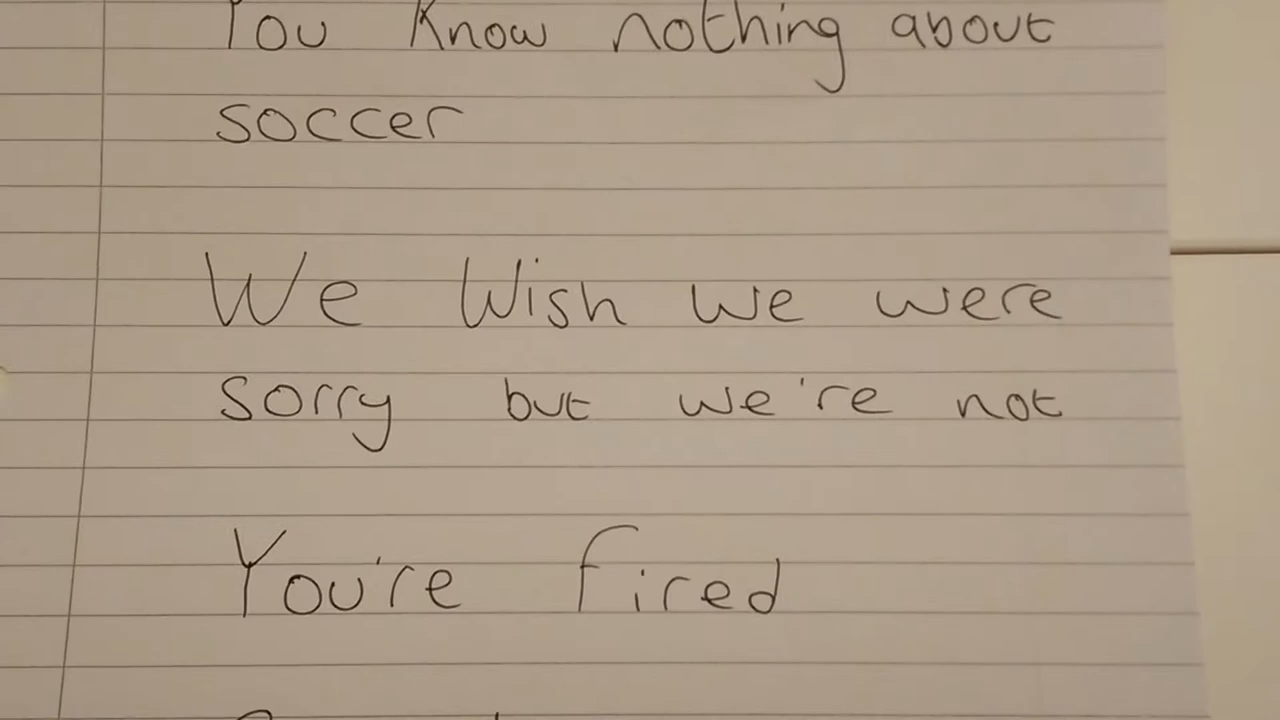 You Know nothing about
soccer
We Wish we were
sorry but we're not
You're fired